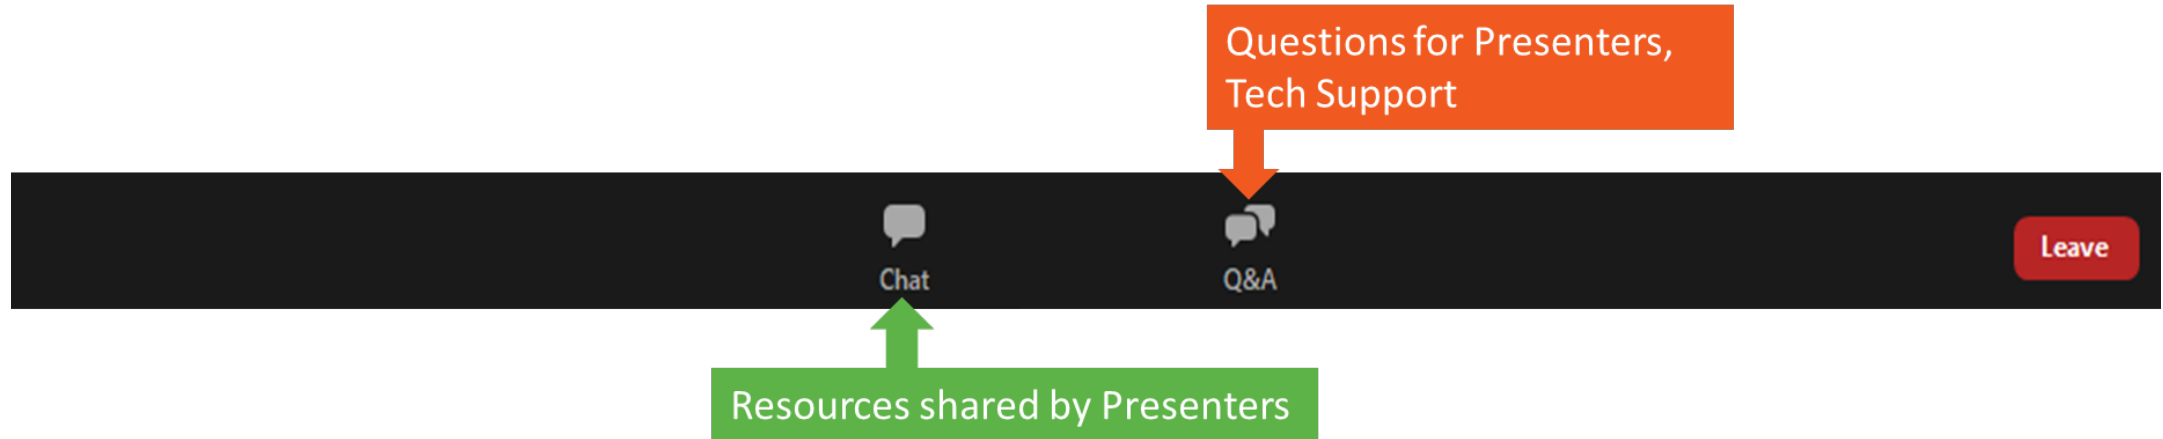 Questions for Presenters,
Tech Support
Chat
Q&A
Leave
Resources shared by Presenters